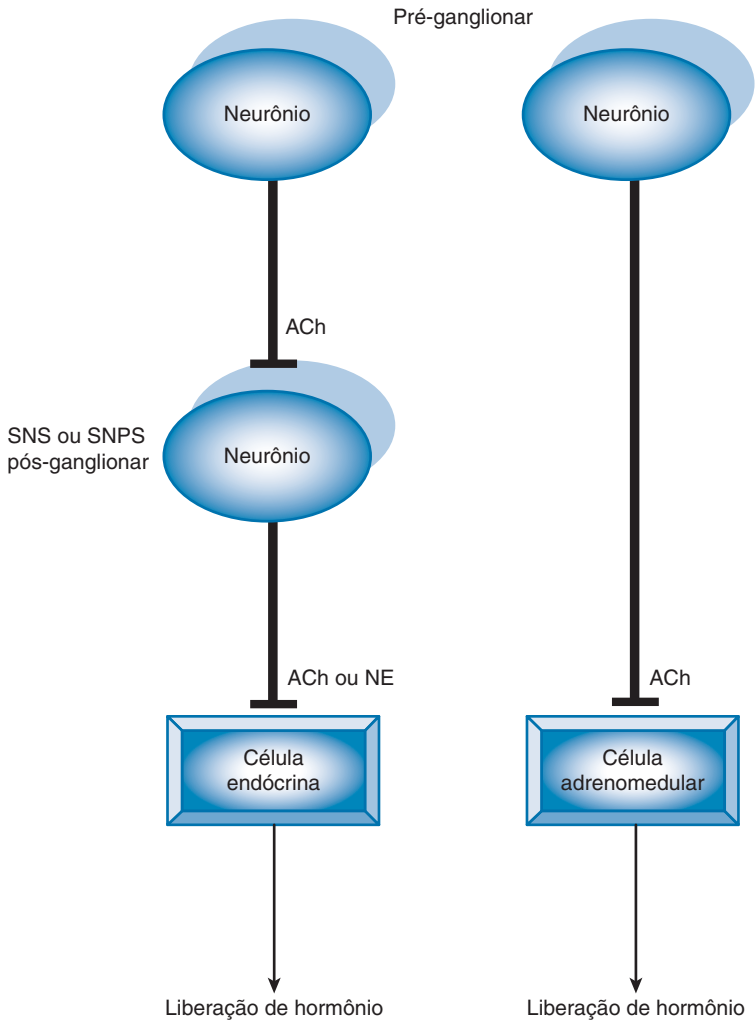 Pré-ganglionar
Neurônio
Neurônio
ACh
SNS ou SNPS
pós-ganglionar
Neurônio
ACh ou NE
ACh
Célula
endócrina
Célula
adrenomedular
Liberação de hormônio
Liberação de hormônio